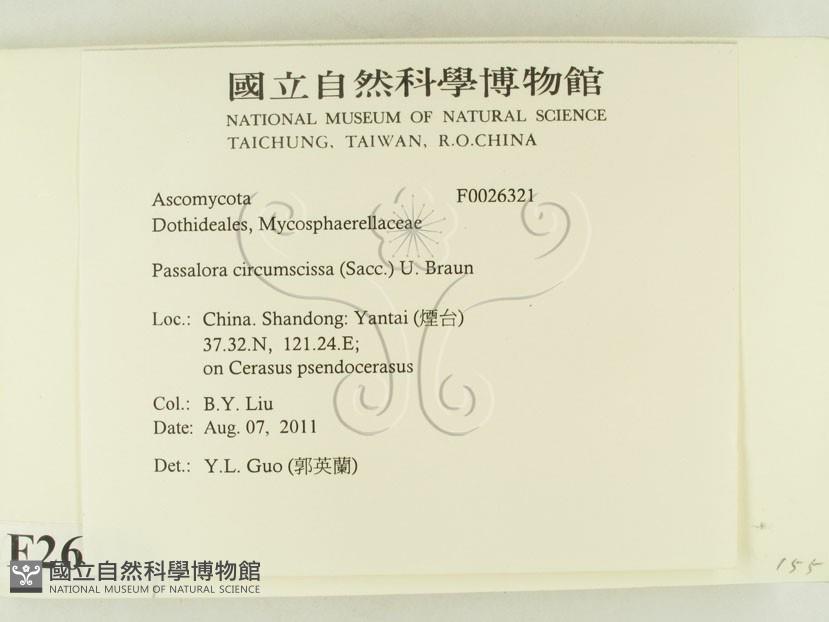 國立自然科學博物館
NATIONAL MUSEUM OF NATURAL SCIENCE
TAICHUNG, TAIWAN, R.O.CHINA
Ascomycota F0026321
Dothideales, Mycosphaerellaceae
Passalora circumscissa (Sacc.) U. Braun
Loc.: China. Shandong: Yantai (煙台)
37.32.N, 121.24.E;
on Cerasus psendocerasus
Col.: B.Y. Liu
Date: Aug. 07, 2011
Det.: Y.L. Guo (郭英蘭)
F26
155
國立自然科學博物館
NATIONAL MUSEUM OF NATURAL SCIENCE